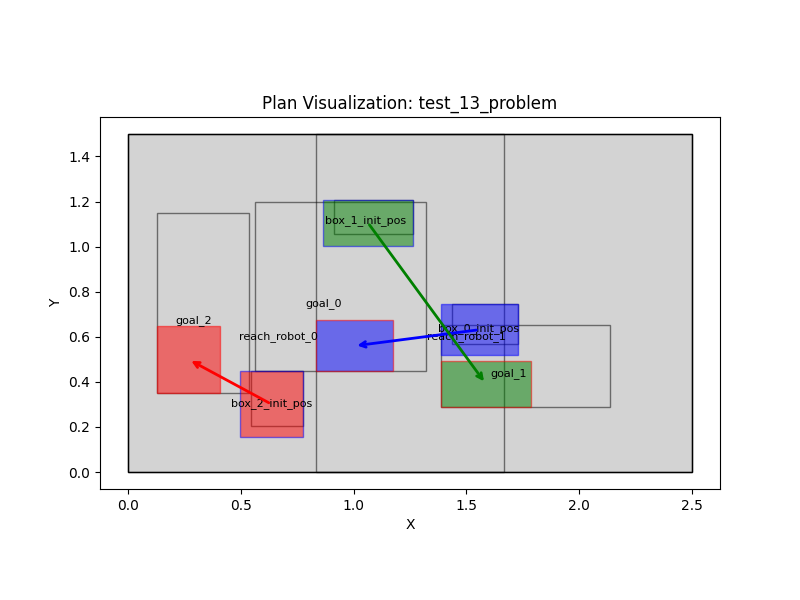 Plan Visualization: test_13_problem
Y
1.4
1.2
1.0
0.8
0.6
0.4
0.2
0.0
box_1_init_pos
goal_0
goal_2
box_0_init_pos
reach_robot_0
reach_robot_1
goal_1
box_2_init_pos
0.0
0.5
1.0
1.5
2.0
2.5
X